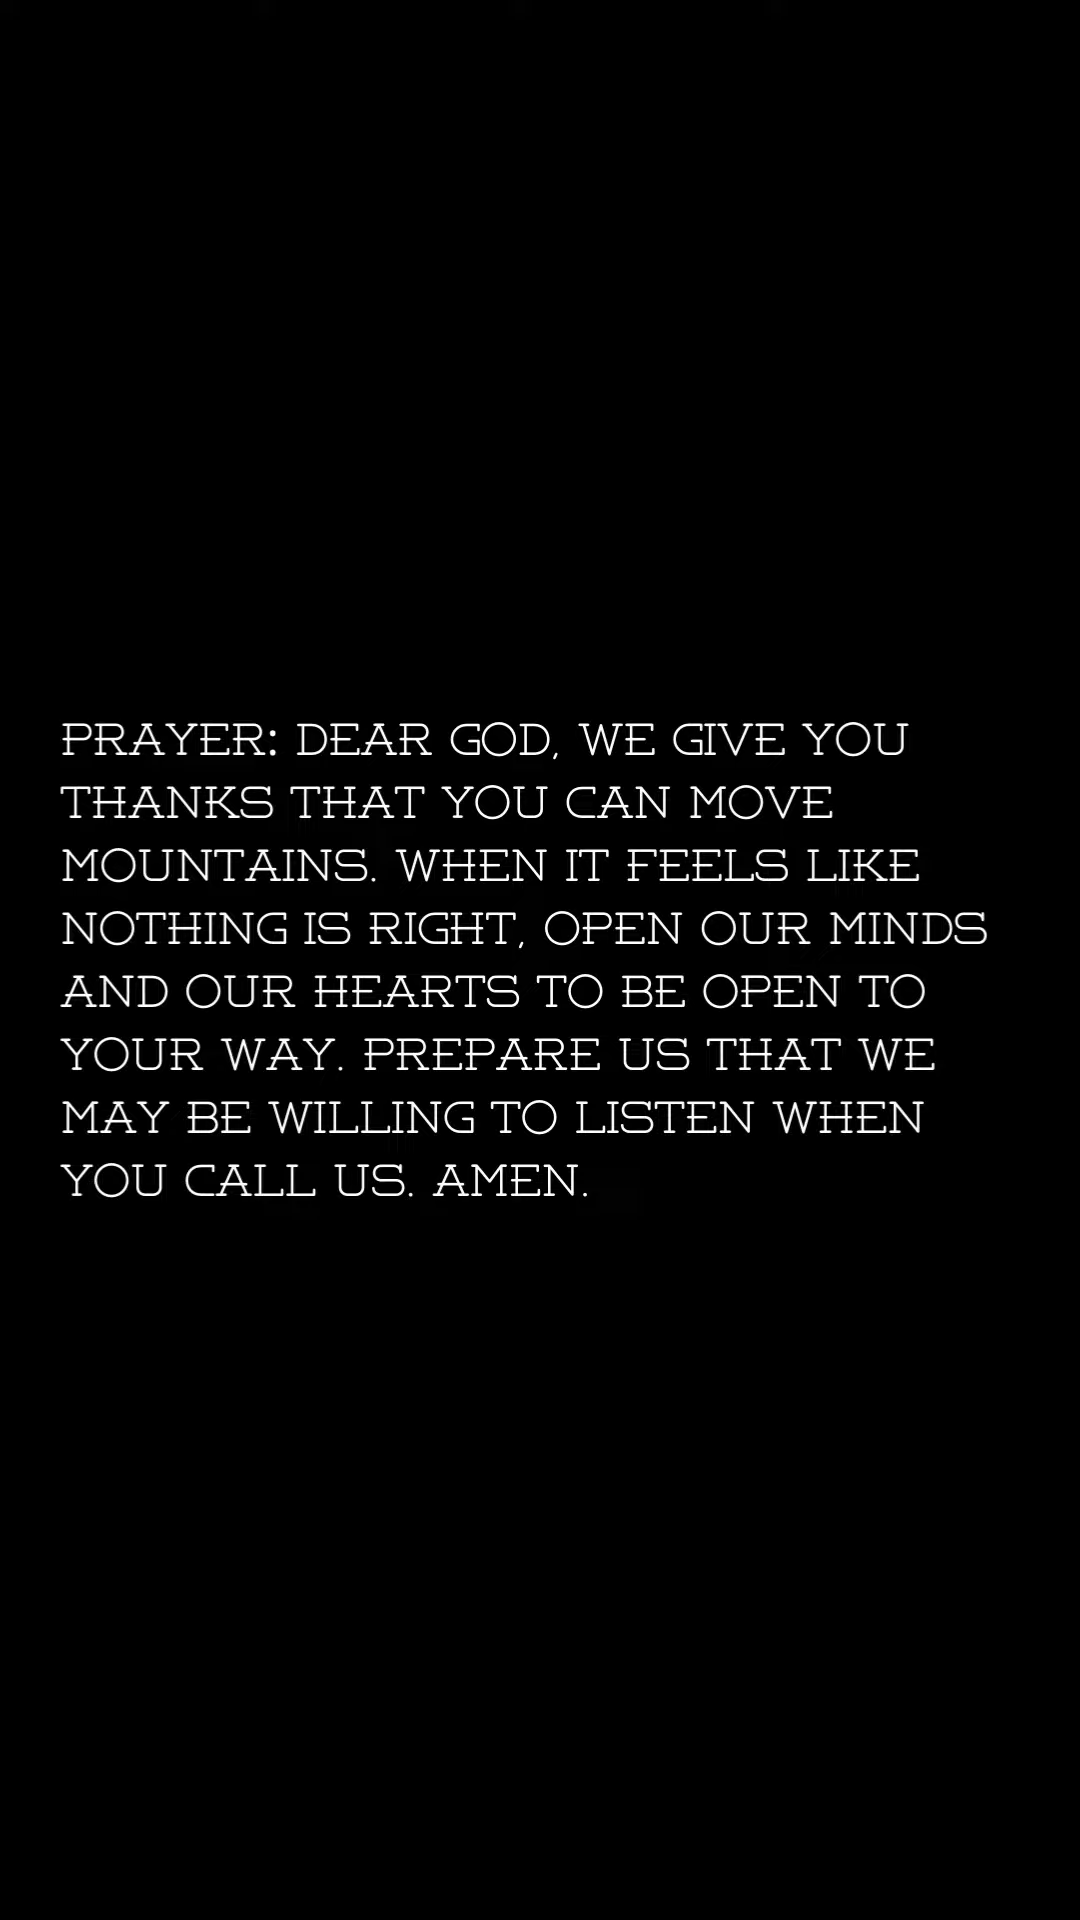 PRAYER: DEAR GOD, WE GIVE YOU
THANKS THAT YOU CAN MOVE
MOUNTAINS. WHEN IT FEELS LIKE
NOTHING IS RIGHT, OPEN OUR MINDS
AND OUR HEARTS TO BE OPEN TO
YOUR WAY. PREPARE US THAT WE
MAY BE WILLING TO LISTEN WHEN
YOU CALL US. AMEN.